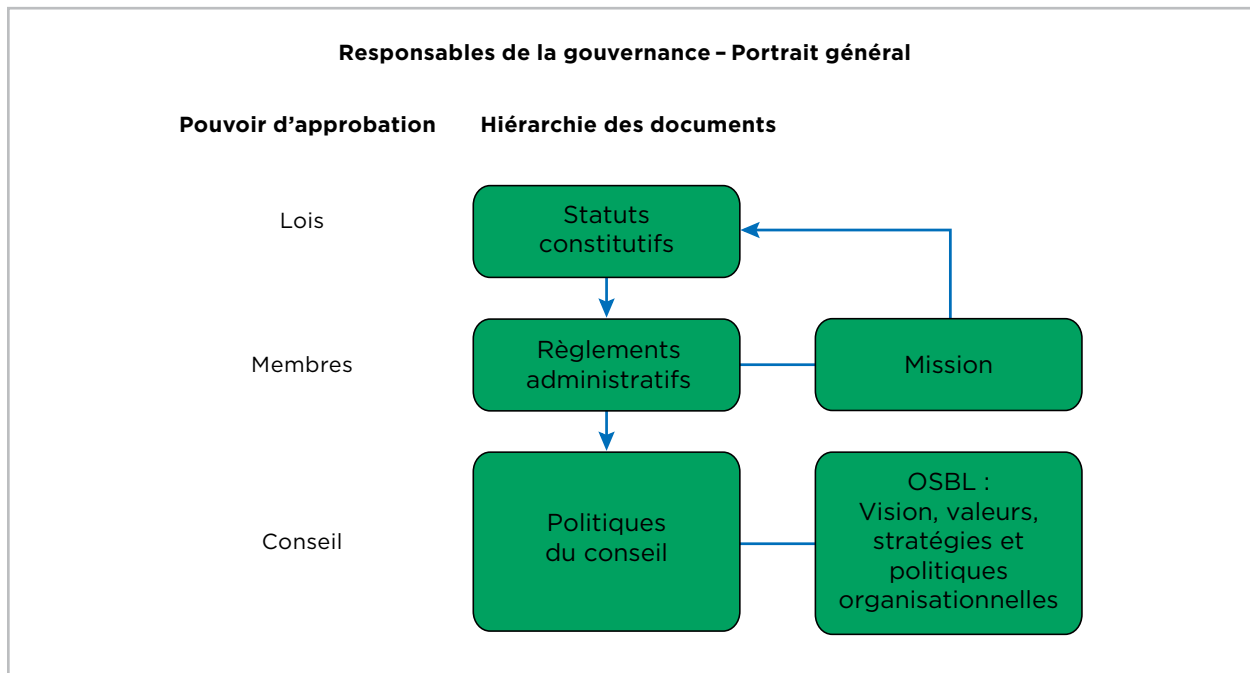 Responsables de la gouvernance – Portrait général
Pouvoir d’approbation Hiérarchie des documents
Lois
Statuts
constitutifs
Membres
Règlements
administratifs
Mission
Conseil
Politiques
du conseil
OSBL :
Vision, valeurs,
stratégies et
politiques
organisationnelles